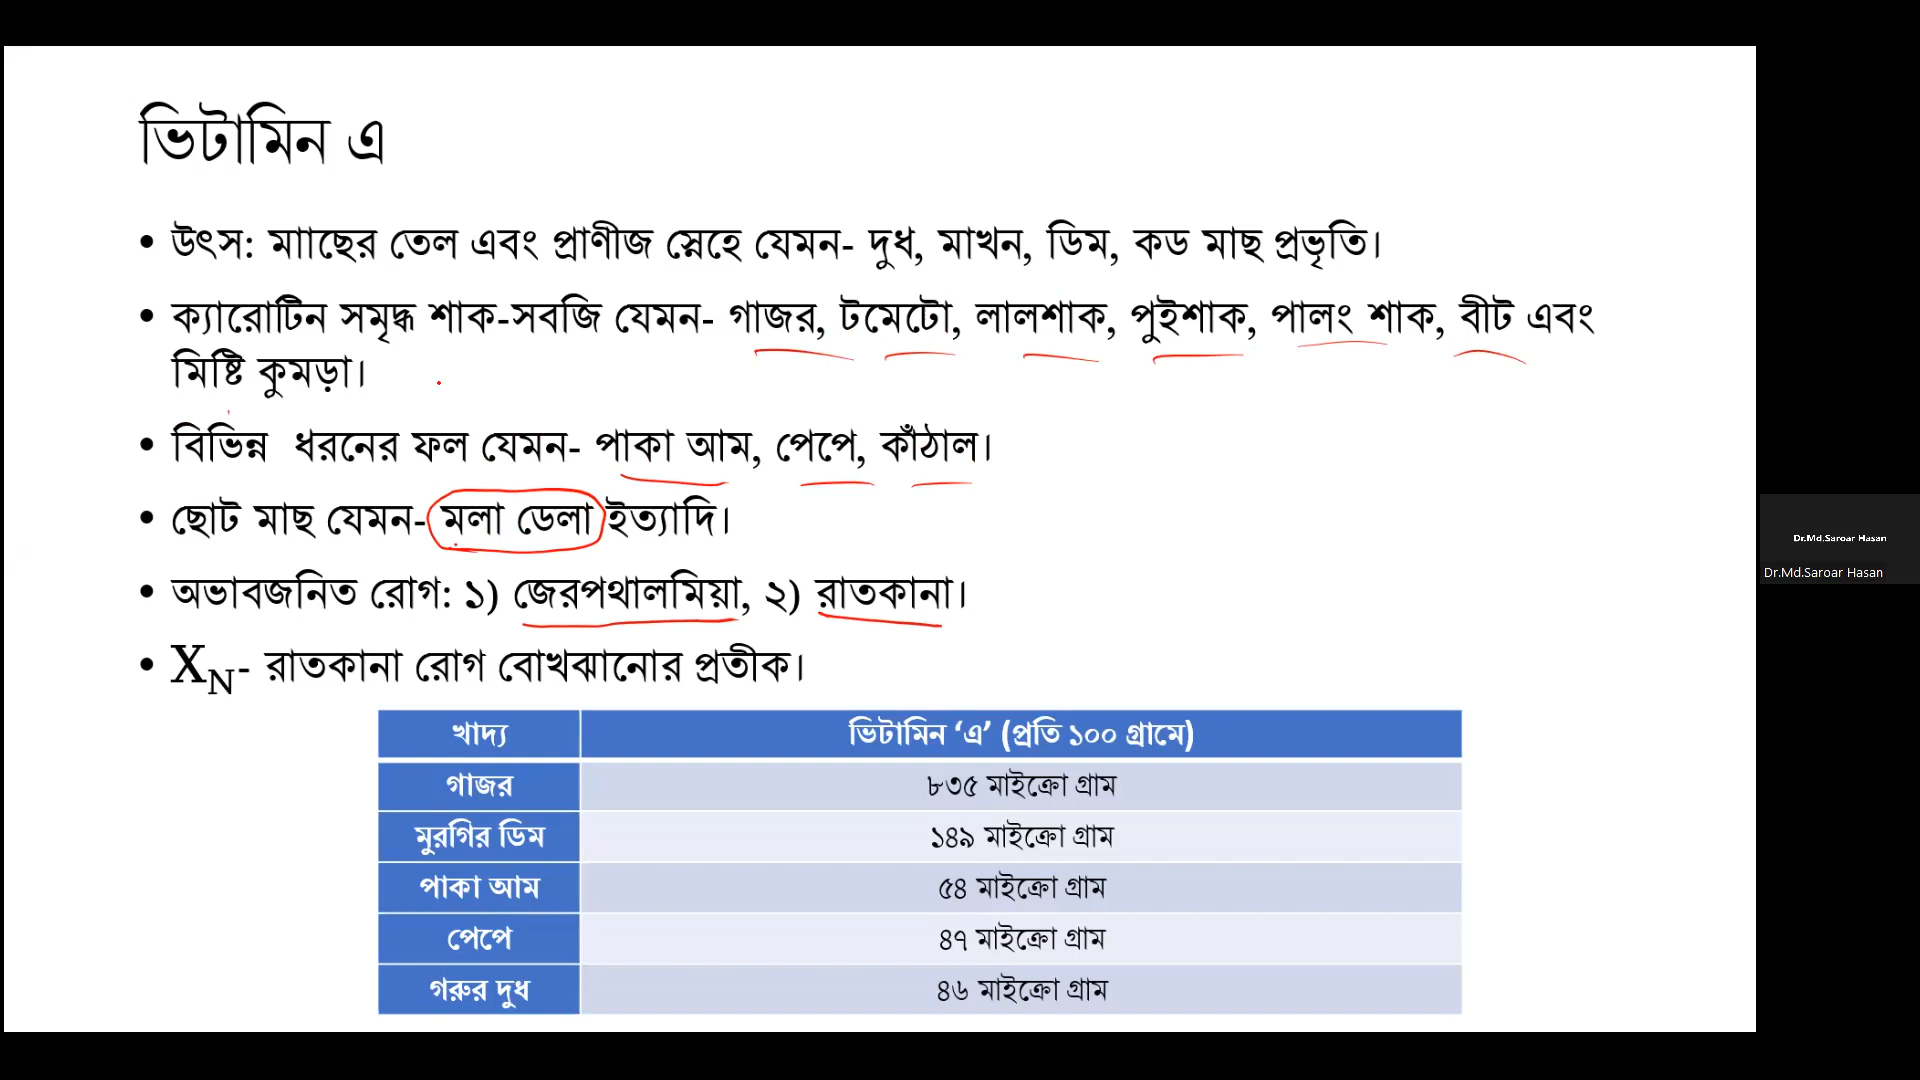 ভিটামিন এ
• উৎস: মাাছের তেল এবং প্রাণীজ স্নেহে যেমন- দুধ, মাখন, ডিম, কড মাছ প্রভৃতি।
• ক্যারোটিন সমৃদ্ধ শাক-সবজি যেমন- গাজর, টমেটো, লালশাক, পুইশাক, পালং শাক, বীট এবং
মিষ্টি কুমড়া।
• বিভিন্ন ধরনের ফল যেমন- পাকা আম, পেপে, কাঁঠাল।
• ছোট মাছ যেমন- মলা ডেলা ইত্যাদি।
• অভাবজনিত রোগ: ১) জেরপথালমিয়া, ২) রাতকানা।
• X_N- রাতকানা রোগ বোখঝানোর প্রতীক।
খাদ্য ভিটামিন ‘এ’ (প্রতি ১০০ গ্রামে)
গাজর ৮৩৫ মাইক্রো গ্রাম
মুরগির ডিম ১৪৯ মাইক্রো গ্রাম
পাকা আম ৫৪ মাইক্রো গ্রাম
পেপে ৪৭ মাইক্রো গ্রাম
গরুর দুধ ৪৬ মাইক্রো গ্রাম
Dr.Md.Saroar Hasan
Dr.Md.Saroar Hasan